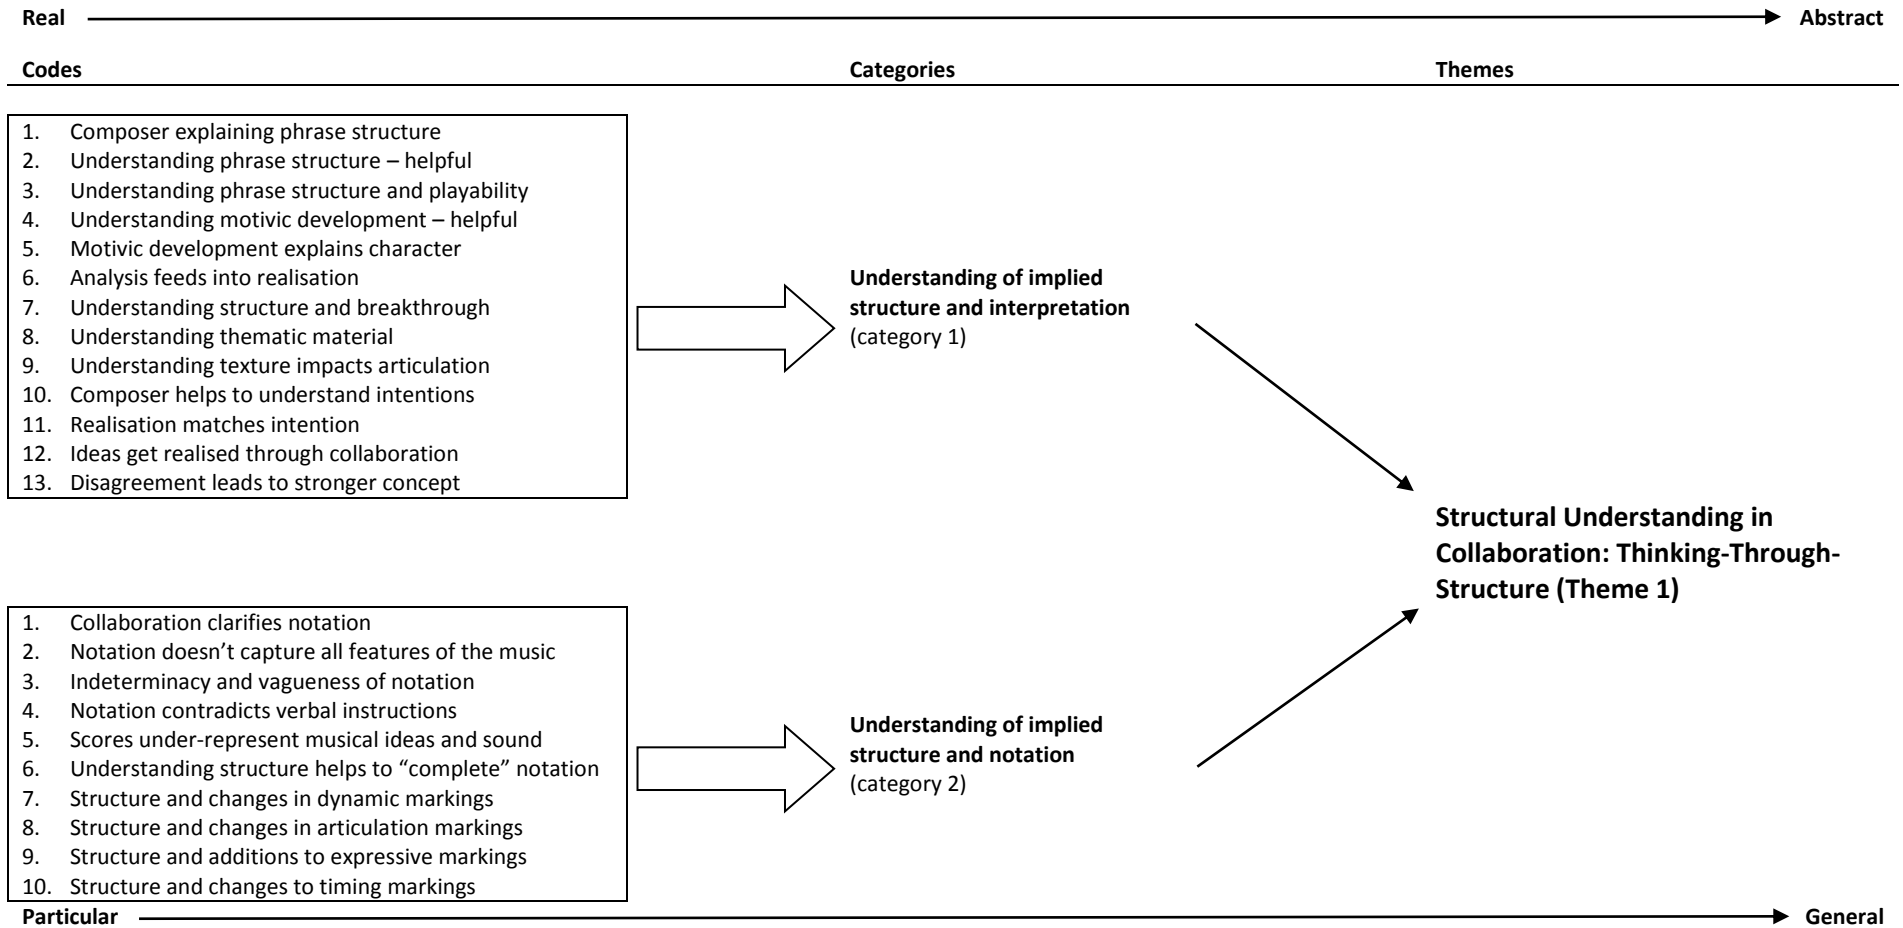 Real Abstract
Codes Categories Themes
1. Composer explaining phrase structure
2. Understanding phrase structure – helpful
3. Understanding phrase structure and playability
4. Understanding motivic development – helpful
5. Motivic development explains character
6. Analysis feeds into realisation
7. Understanding structure and breakthrough
8. Understanding thematic material
9. Understanding texture impacts articulation
10. Composer helps to understand intentions
11. Realisation matches intention
12. Ideas get realised through collaboration
13. Disagreement leads to stronger concept
Understanding of implied
structure and interpretation
(category 1)
Structural Understanding in
Collaboration: Thinking-Through-
Structure (Theme 1)
1. Collaboration clarifies notation
2. Notation doesn’t capture all features of the music
3. Indeterminacy and vagueness of notation
4. Notation contradicts verbal instructions
5. Scores under-represent musical ideas and sound
6. Understanding structure helps to “complete” notation
7. Structure and changes in dynamic markings
8. Structure and changes in articulation markings
9. Structure and additions to expressive markings
10. Structure and changes to timing markings
Understanding of implied
structure and notation
(category 2)
Particular General